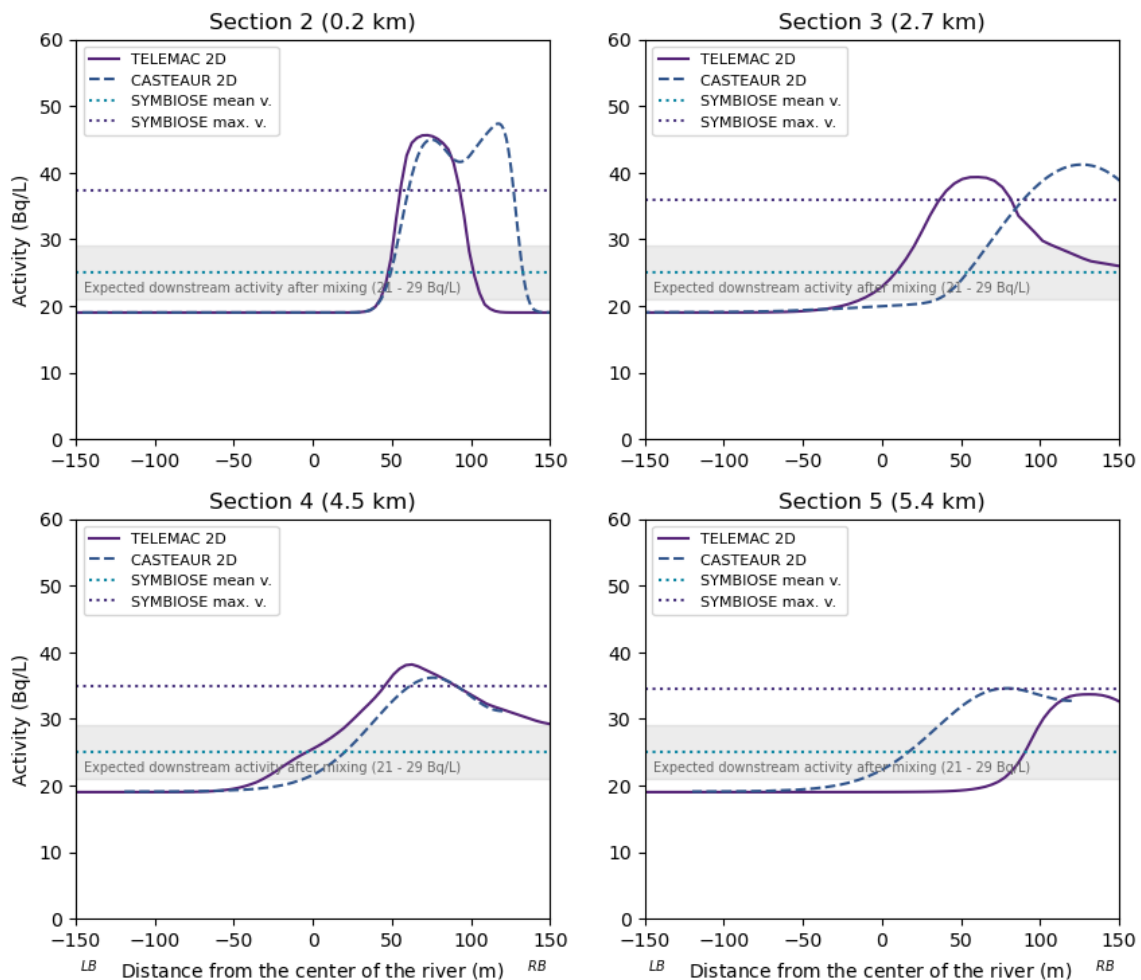 Section 2 (0.2 km)
60
50
40
30
20
10
0
Activity (Bq/L)
TELEMAC 2D
CASTEAUR 2D
SYMBIOSE mean v.
SYMBIOSE max. v.
Expected downstream activity after mixing (21 - 29 Bq/L)
−150 −100 −50 0 50 100 150
Section 3 (2.7 km)
60
50
40
30
20
10
0
TELEMAC 2D
CASTEAUR 2D
SYMBIOSE mean v.
SYMBIOSE max. v.
Expected downstream activity after mixing (21 - 29 Bq/L)
−150 −100 −50 0 50 100 150
Section 4 (4.5 km)
60
50
40
30
20
10
0
Activity (Bq/L)
TELEMAC 2D
CASTEAUR 2D
SYMBIOSE mean v.
SYMBIOSE max. v.
Expected downstream activity after mixing (21 - 29 Bq/L)
−150 −100 −50 0 50 100 150
LB Distance from the center of the river (m) RB
Section 5 (5.4 km)
60
50
40
30
20
10
0
TELEMAC 2D
CASTEAUR 2D
SYMBIOSE mean v.
SYMBIOSE max. v.
Expected downstream activity after mixing (21 - 29 Bq/L)
−150 −100 −50 0 50 100 150
LB Distance from the center of the river (m) RB